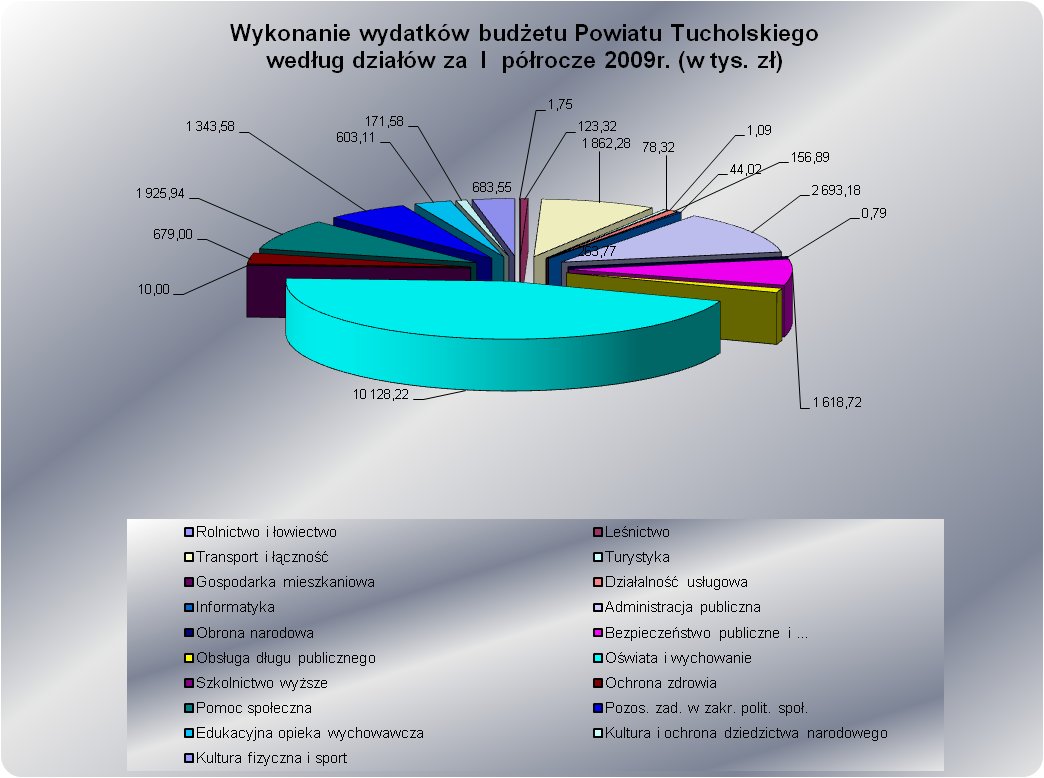 Wykonanie wydatków budżetu Powiatu Tucholskiego
według działów za I półrocze 2009r. (w tys. zł)
1,75
171,58
123,32
1 343,58
603,11
1 862,28
78,32
1,09
44,02
156,89
1 925,94
683,55
2 693,18
679,00
0,79
10,00
10 128,22
1 618,72
Rolnictwo i łowiectwo
Leśnictwo
Transport i łączność
Turystyka
Gospodarka mieszkaniowa
Działalność usługowa
Informatyka
Administracja publiczna
Obrona narodowa
Bezpieczeństwo publiczne i ...
Obsługa długu publicznego
Oświata i wychowanie
Szkolnictwo wyższe
Ochrona zdrowia
Pomoc społeczna
Pozos. zad. w zakr. polit. społ.
Edukacyjna opieka wychowawcza
Kultura i ochrona dziedzictwa narodowego
Kultura fizyczna i sport